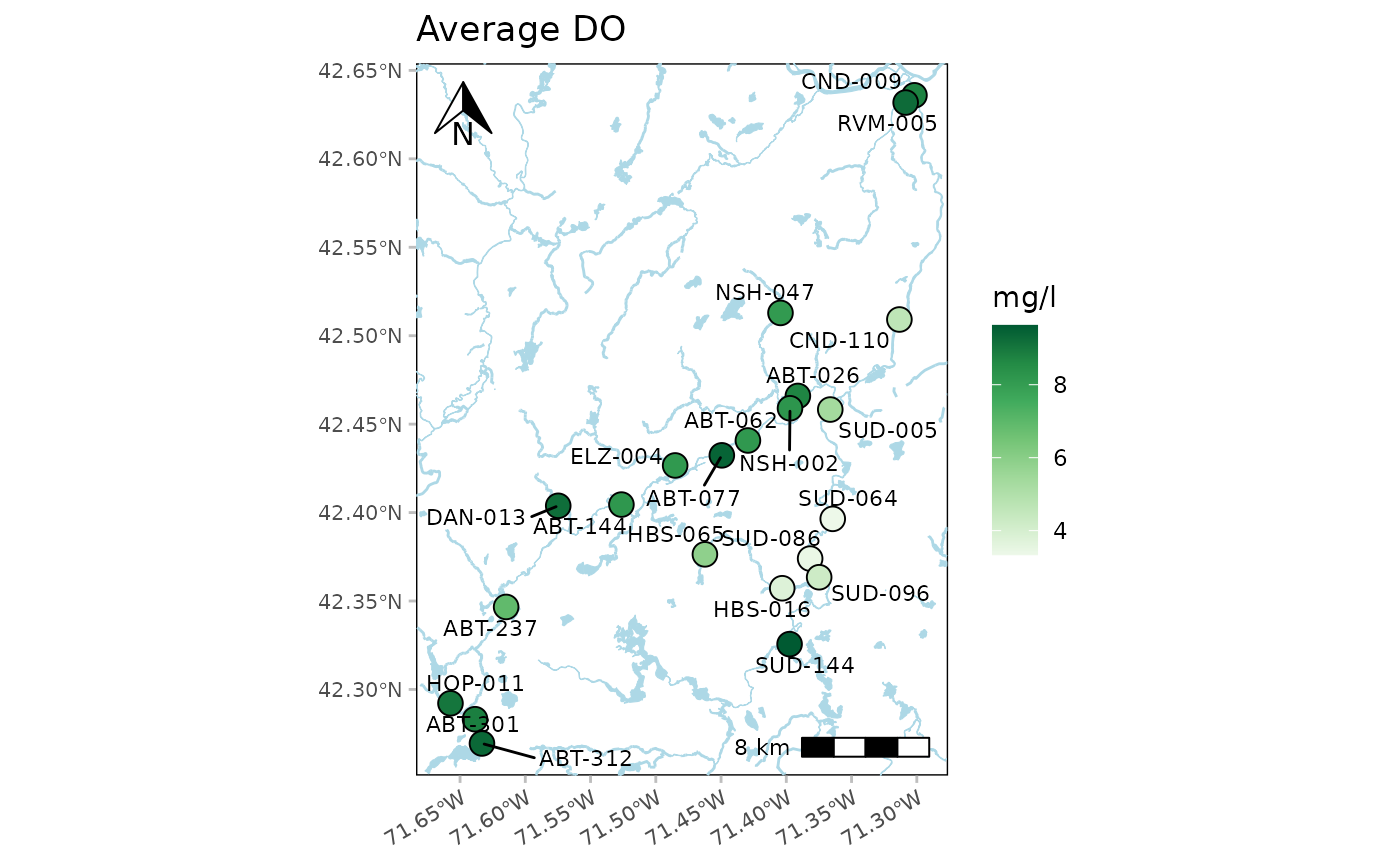 Average DO
42.65°N
42.60°N
42.55°N
42.50°N
42.45°N
42.40°N
42.35°N
42.30°N
N
CND-009
RVM-005
NSH-047
CND-110
ABT-026
ABT-062
SUD-005
ELZ-004
NSH-002
ABT-077
SUD-064
DAN-013
ABT-144
HBS-065
SUD-086
SUD-096
HBS-016
ABT-237
SUD-144
HOP-011
ABT-301
ABT-312
8 km
71.65°W
71.60°W
71.55°W
71.50°W
71.45°W
71.40°W
71.35°W
71.30°W
mg/l
8
6
4